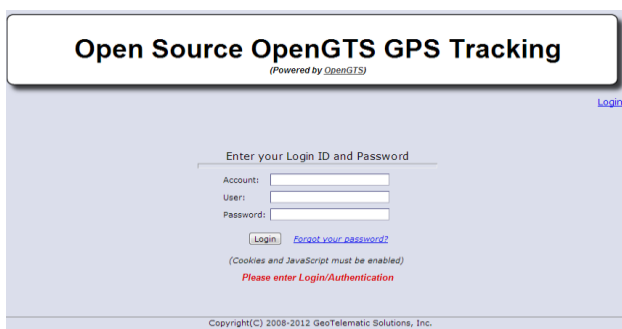 Open Source OpenGTS GPS Tracking
(Powered by OpenGTS)
Login
Enter your Login ID and Password
Account:
User:
Password:
Login Forgot your password?
(Cookies and JavaScript must be enabled)
Please enter Login/Authentication
Copyright(C) 2008-2012 GeoTelematic Solutions, Inc.